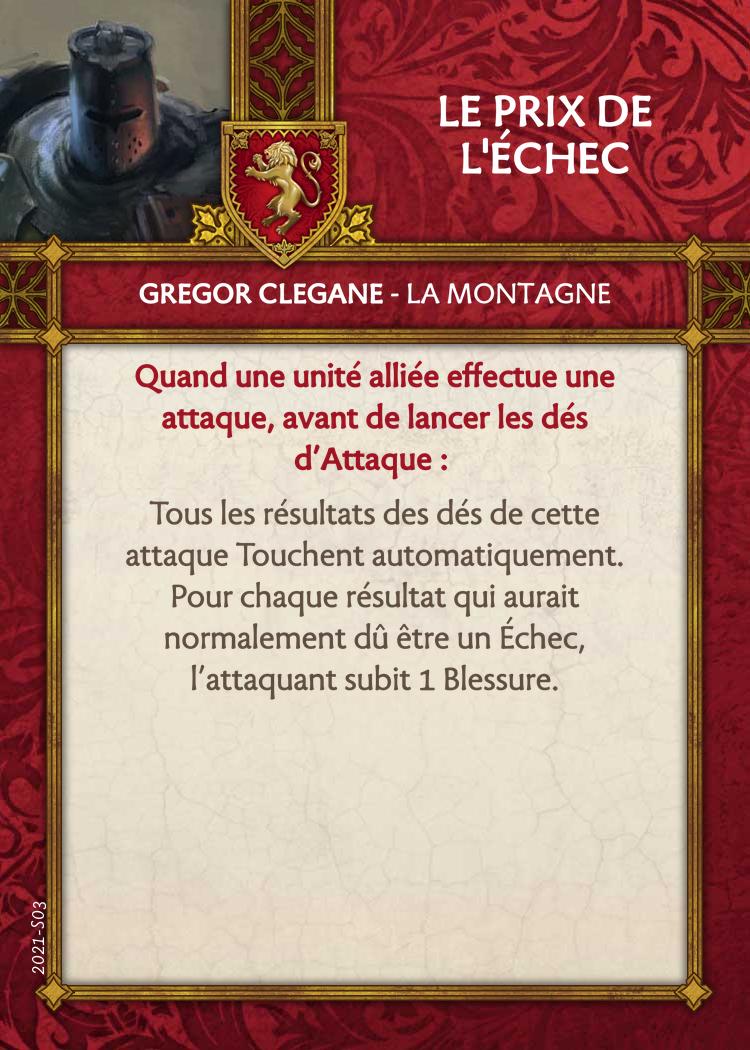 LE PRIX DE
L'ÉCHEC
GREGOR CLEGANE - LA MONTAGNE
Quand une unité alliée effectue une
attaque, avant de lancer les dés
d’Attaque :
Tous les résultats des dés de cette
attaque Touchent automatiquement.
Pour chaque résultat qui aurait
normalement dû être un Échec,
l’attaquant subit 1 Blessure.
2021-S03